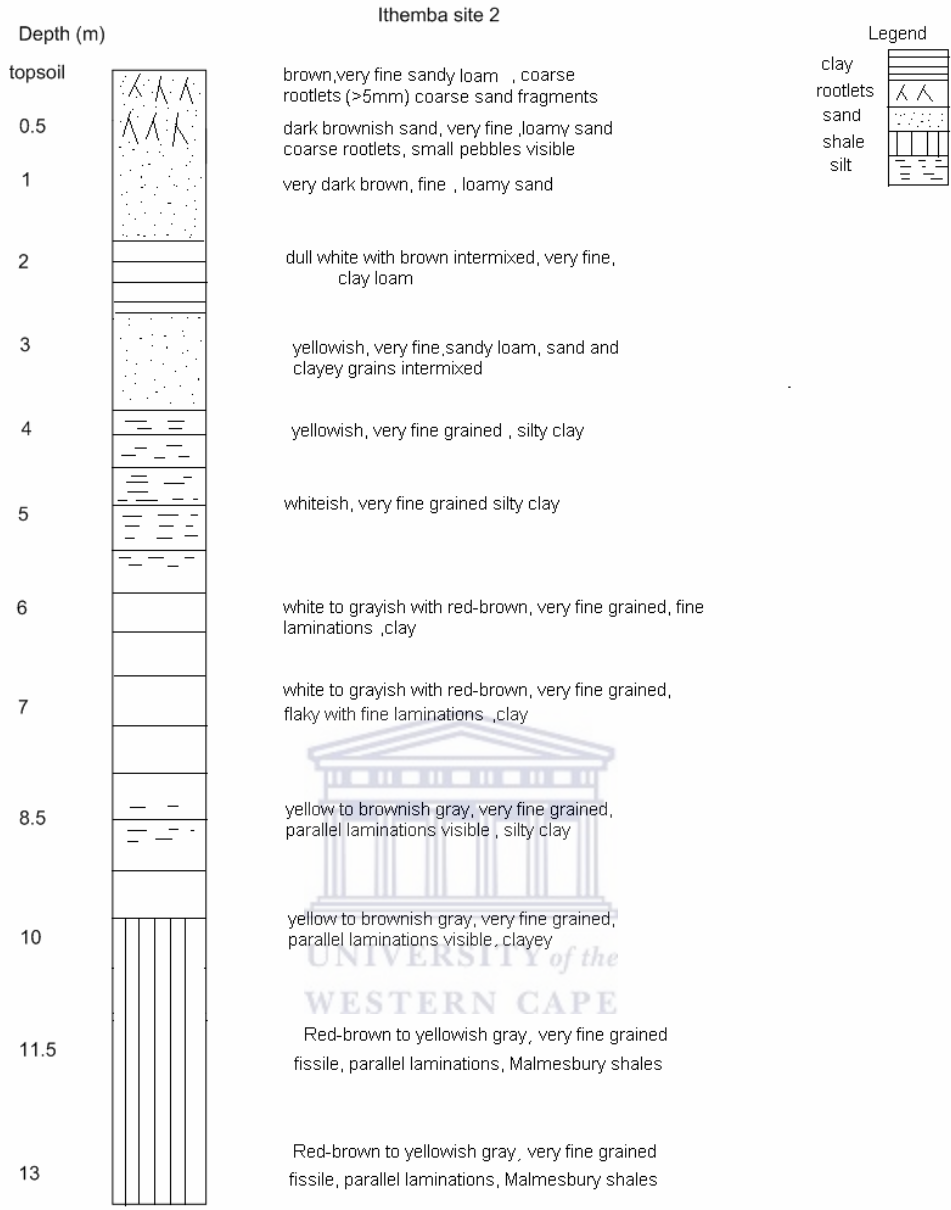 Ithemba site 2
Depth (m)
Legend
topsoil
brown,very fine sandy loam , coarse
rootlets (>5mm) coarse sand fragments
clay
rootlets
sand
shale
silt
0.5
dark brownish sand, very fine ,loamy sand
coarse rootlets, small pebbles visible
1
very dark brown, fine , loamy sand
2
dull white with brown intermixed, very fine,
clay loam
3
yellowish, very fine,sandy loam, sand and
clayey grains intermixed
4
yellowish, very fine grained , silty clay
5
whiteish, very fine grained silty clay
6
white to grayish with red-brown, very fine grained, fine
laminations ,clay
7
white to grayish with red-brown, very fine grained,
flaky with fine laminations ,clay
8.5
yellow to brownish gray, very fine grained,
parallel laminations visible , silty clay
10
yellow to brownish gray, very fine grained,
parallel laminations visible, clayey
UNIVERSITY of the
WESTERN CAPE
11.5
Red-brown to yellowish gray, very fine grained
fissile, parallel laminations, Malmesbury shales
13
Red-brown to yellowish gray, very fine grained
fissile, parallel laminations, Malmesbury shales